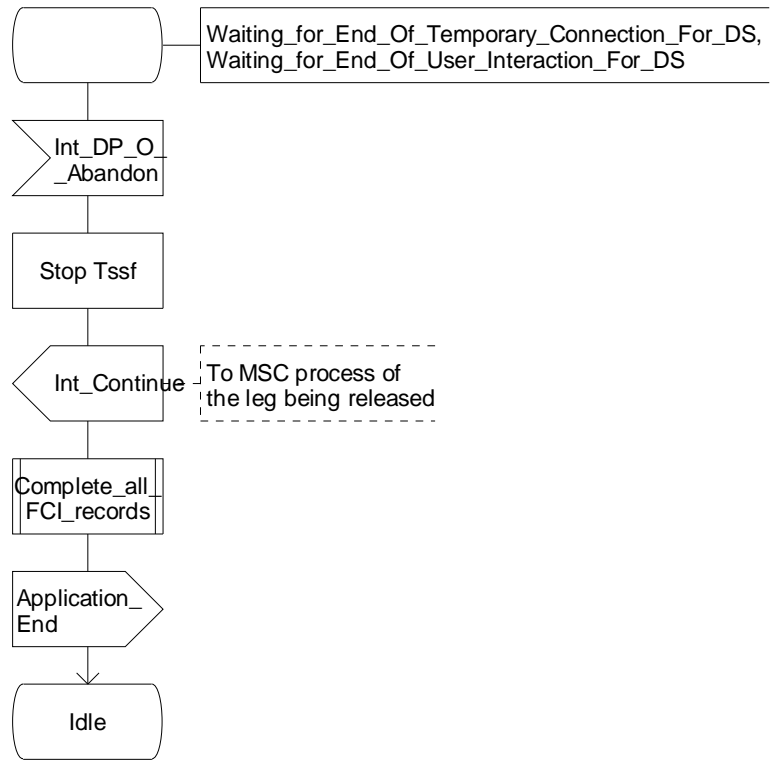 Waiting_for_End_Of_Temporary_Connection_For_DS,
Waiting_for_End_Of_User_Interaction_For_DS
Int_DP_O_
_Abandon
Stop Tssf
Int_Continue
To MSC process of
the leg being released
Complete_all_
FCI_records
Application_
End
Idle